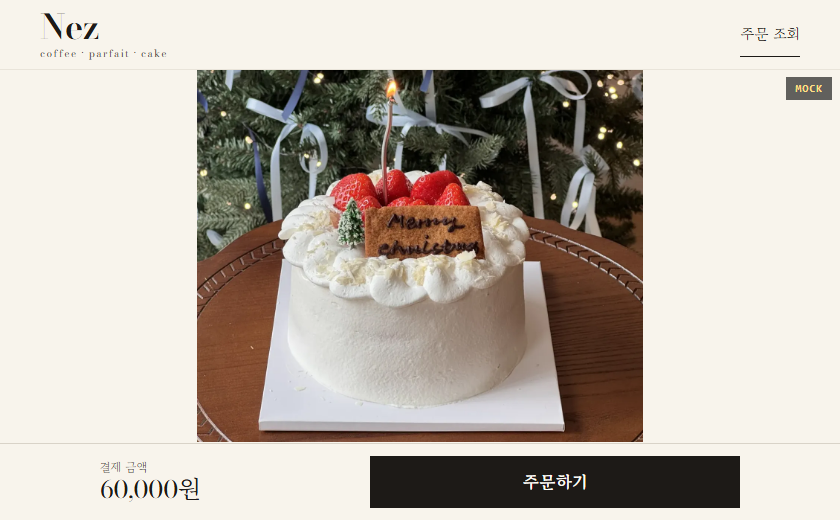 Nez
coffee · parfait · cake
주문 조회
MOCK
Merry
결제 금액
60,000원
주문하기